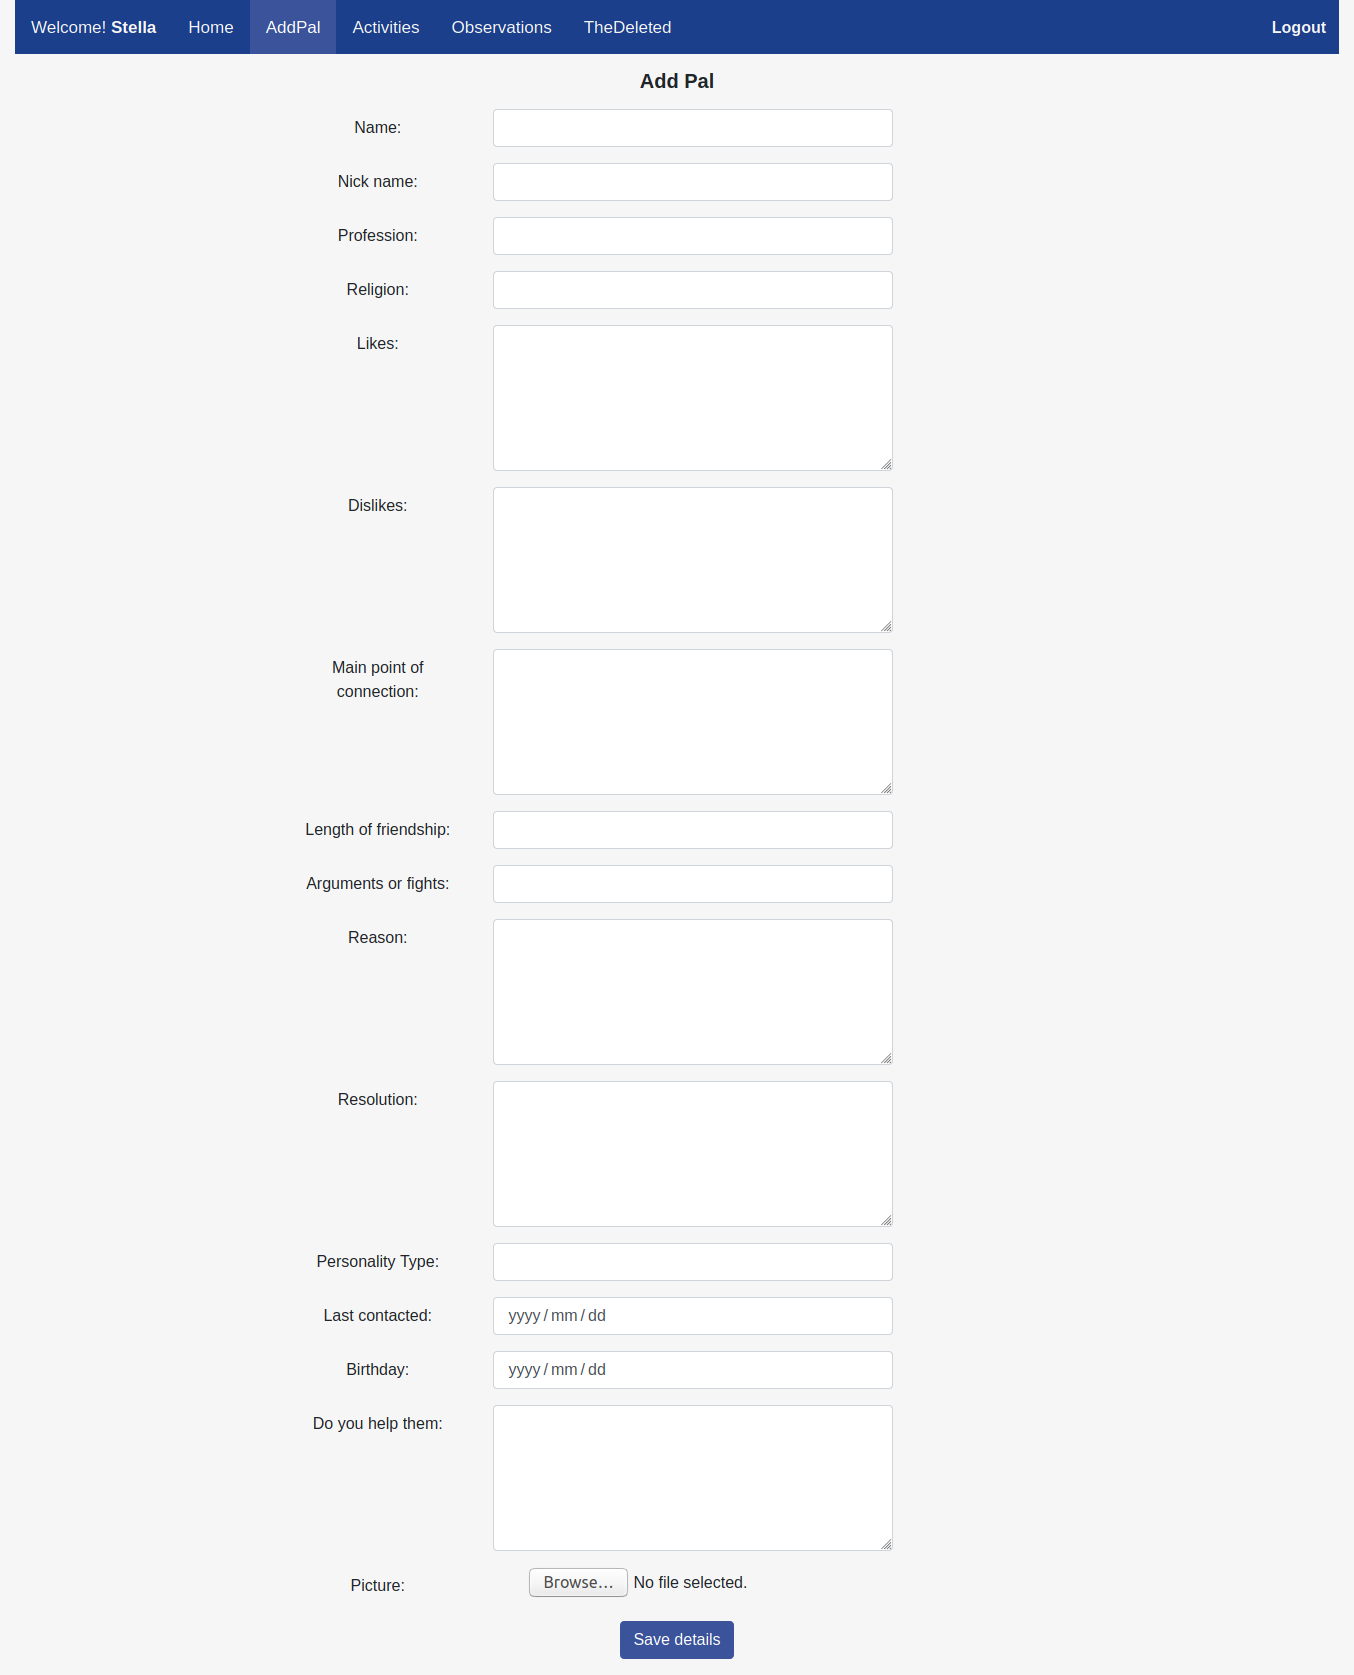 Welcome! Stella Home AddPal Activities Observations TheDeleted Logout
Add Pal
Name:
Nick name:
Profession:
Religion:
Likes:
Dislikes:
Main point of
connection:
Length of friendship:
Arguments or fights:
Reason:
Resolution:
Personality Type:
Last contacted: yyyy / mm / dd
Birthday: yyyy / mm / dd
Do you help them:
Picture: Browse... No file selected.
Save details